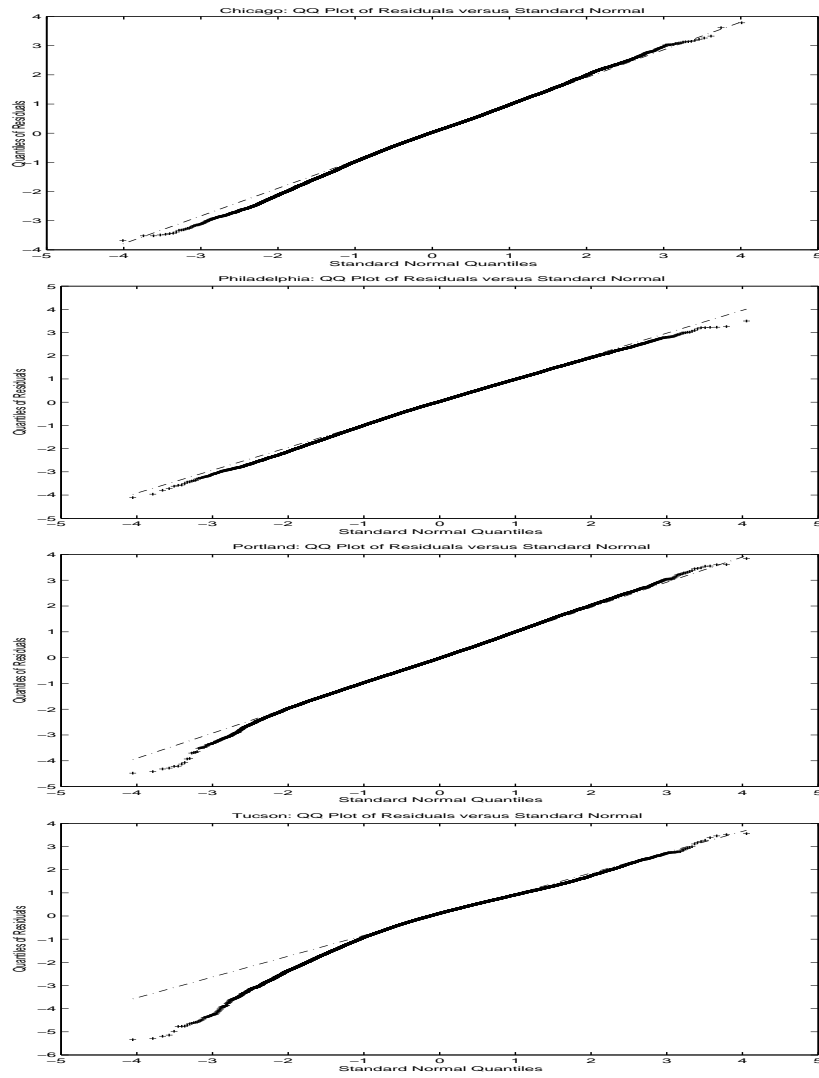 Chicago: QQ Plot of Residuals versus Standard Normal
4
3
2
1
0
−1
−2
−3
−4
Quantiles of Residuals
−5 −4 −3 −2 −1 0 1 2 3 4 5
Standard Normal Quantiles
Philadelphia: QQ Plot of Residuals versus Standard Normal
5
4
3
2
1
0
−1
−2
−3
−4
−5
Quantiles of Residuals
−5 −4 −3 −2 −1 0 1 2 3 4 5
Standard Normal Quantiles
Portland: QQ Plot of Residuals versus Standard Normal
4
3
2
1
0
−1
−2
−3
−4
−5
Quantiles of Residuals
−5 −4 −3 −2 −1 0 1 2 3 4 5
Standard Normal Quantiles
Tucson: QQ Plot of Residuals versus Standard Normal
4
3
2
1
0
−1
−2
−3
−4
−5
−6
Quantiles of Residuals
−5 −4 −3 −2 −1 0 1 2 3 4 5
Standard Normal Quantiles